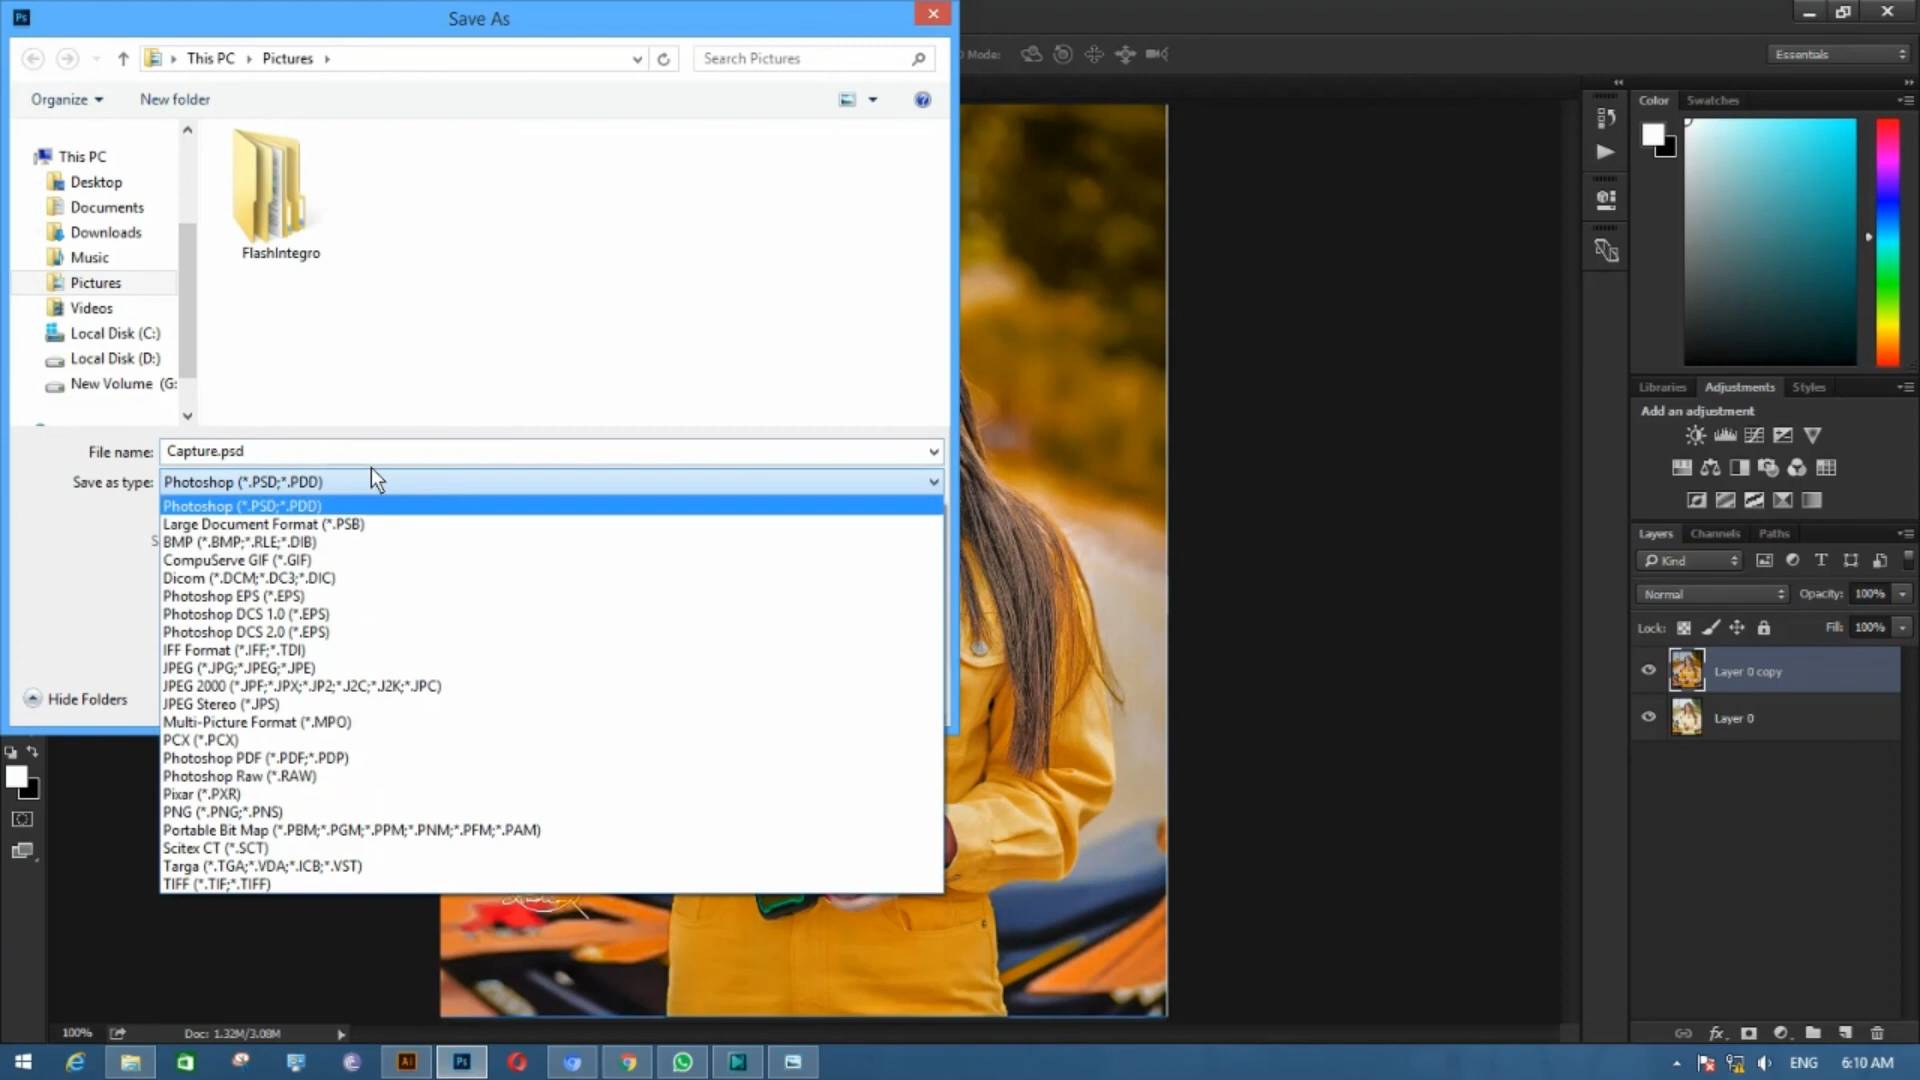 Ps
Save As
This PC
Pictures
Search Pictures
Organize
New folder
This PC
Desktop
Documents
Downloads
Music
Pictures
Videos
Local Disk (C:)
Local Disk (D:)
New Volume (G:
FlashIntegro
File name:
Capture.psd
Save as type:
Photoshop (*.PSD;*.PDD)
Photoshop (*.PSD;*.PDD)
Large Document Format (*.PSB)
BMP (*.BMP;*.RLE;*.DIB)
CompuServe GIF (*.GIF)
Dicom (*.DCM;*.DC3;*.DIC)
Photoshop EPS (*.EPS)
Photoshop DCS 1.0 (*.EPS)
Photoshop DCS 2.0 (*.EPS)
IFF Format (*.IFF;*.TDI)
JPEG (*.JPG;*.JPEG;*.JPE)
JPEG 2000 (*.JPF;*.JPX;*.JP2;*.J2C;*.J2K;*.JPC)
JPEG Stereo (*.JPS)
Multi-Picture Format (*.MPO)
PCX (*.PCX)
Photoshop PDF (*.PDF;*.PDP)
Photoshop Raw (*.RAW)
Pixar (*.PXR)
PNG (*.PNG;*.PNS)
Portable Bit Map (*.PBM;*.PGM;*.PPM;*.PNM;*.PFM;*.PAM)
Scitex CT (*.SCT)
Targa (*.TGA;*.VDA;*.ICB;*.VST)
TIFF (*.TIF;*.TIFF)
Hide Folders
Mode:
Essentials
Color
Swatches
Libraries
Adjustments
Styles
Add an adjustment
Layers
Channels
Paths
Kind
Normal
Opacity:
100%
Lock:
Fill:
100%
Layer 0 copy
Layer 0
100%
Doc: 1.32M/3.08M
Ai
Ps
ENG
6:10 AM